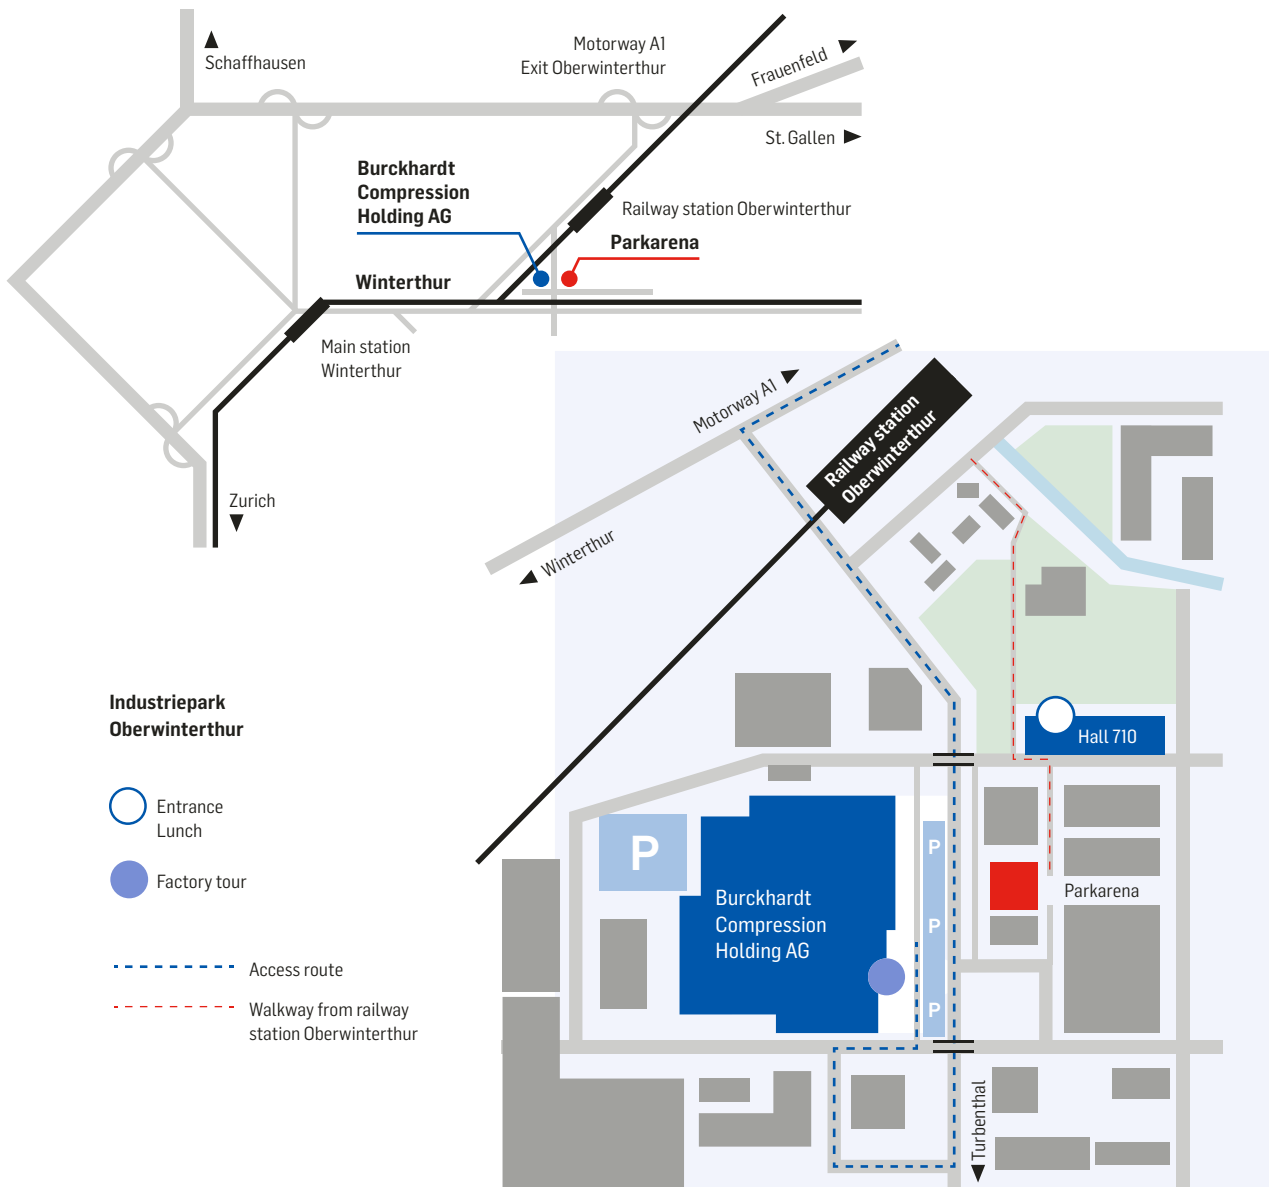 Schaffhausen
Motorway A1
Exit Oberwinterthur
Frauenfeld
St. Gallen
Burckhardt
Compression
Holding AG
Railway station Oberwinterthur
Parkarena
Winterthur
Main station
Winterthur
Zurich
Motorway A1
Railway station
Oberwinterthur
Winterthur
Industriepark
Oberwinterthur
Entrance
Lunch
Factory tour
Access route
Walkway from railway
station Oberwinterthur
Hall 710
P
P
Burckhardt
Compression
Holding AG
P
P
Parkarena
Turbenthal